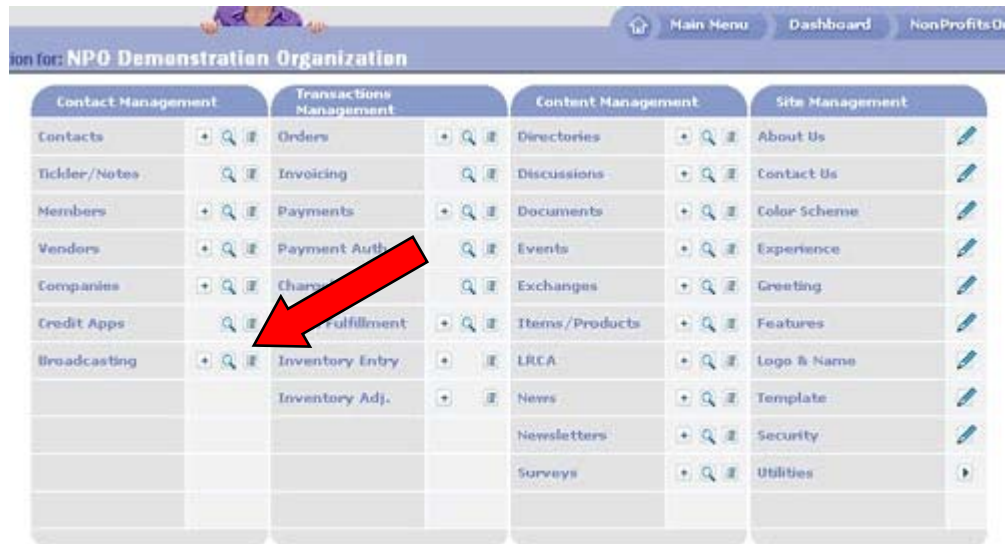 Main Menu Dashboard NonProfitsO
ion for: NPO Demonstration Organization
Contact Management
Transactions Management
Content Management
Site Management
Contacts Orders Directories About Us
Tickler/Notes Invoicing Discussions Contact Us
Members Payments Documents Color Scheme
Vendors Payment Auth Events Experience
Companies Exchanges Greeting
Credit Apps Fulfillment Items/Products Features
Broadcasting Inventory Entry LRCA Logo & Name
Inventory Adj. News Template
Newsletters Security
Surveys Utilities